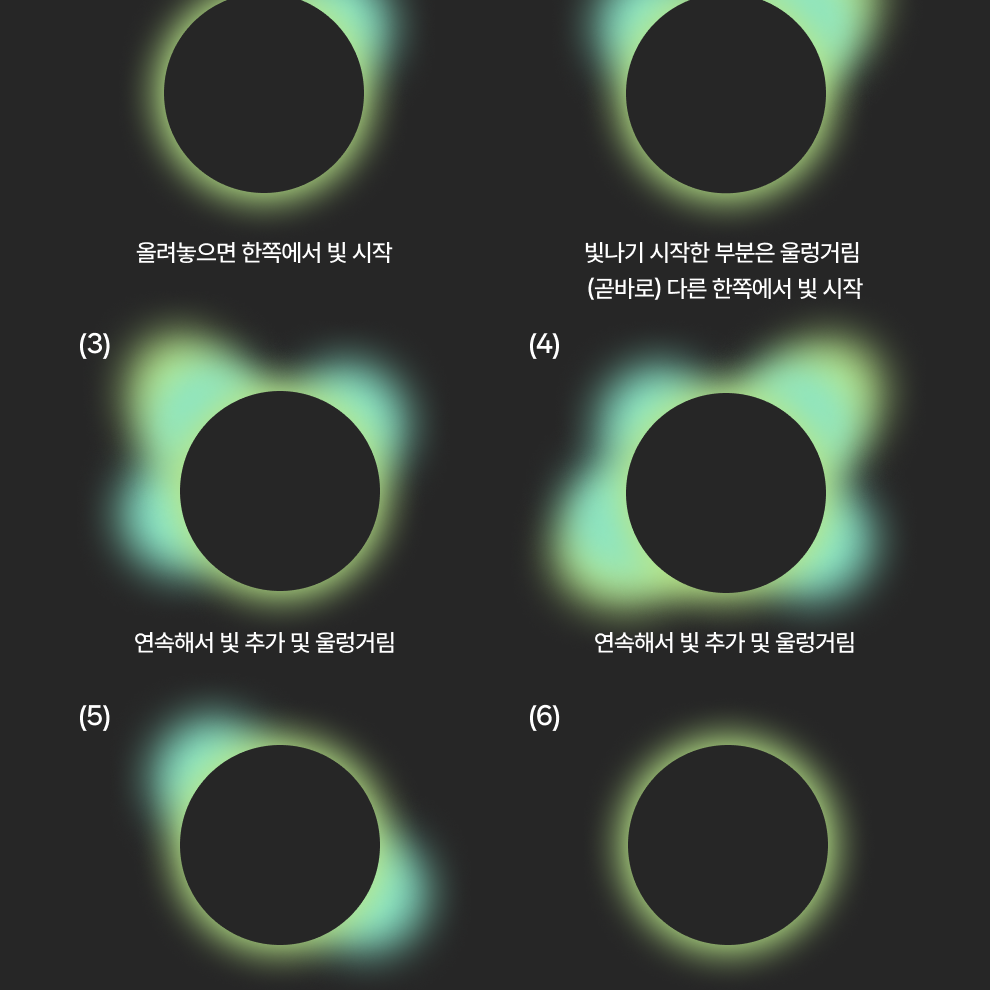 올려놓으면 한쪽에서 빛 시작
빛나기 시작한 부분은 울렁거림
(곧바로) 다른 한쪽에서 빛 시작
(3)
(4)
연속해서 빛 추가 및 울렁거림
연속해서 빛 추가 및 울렁거림
(5)
(6)